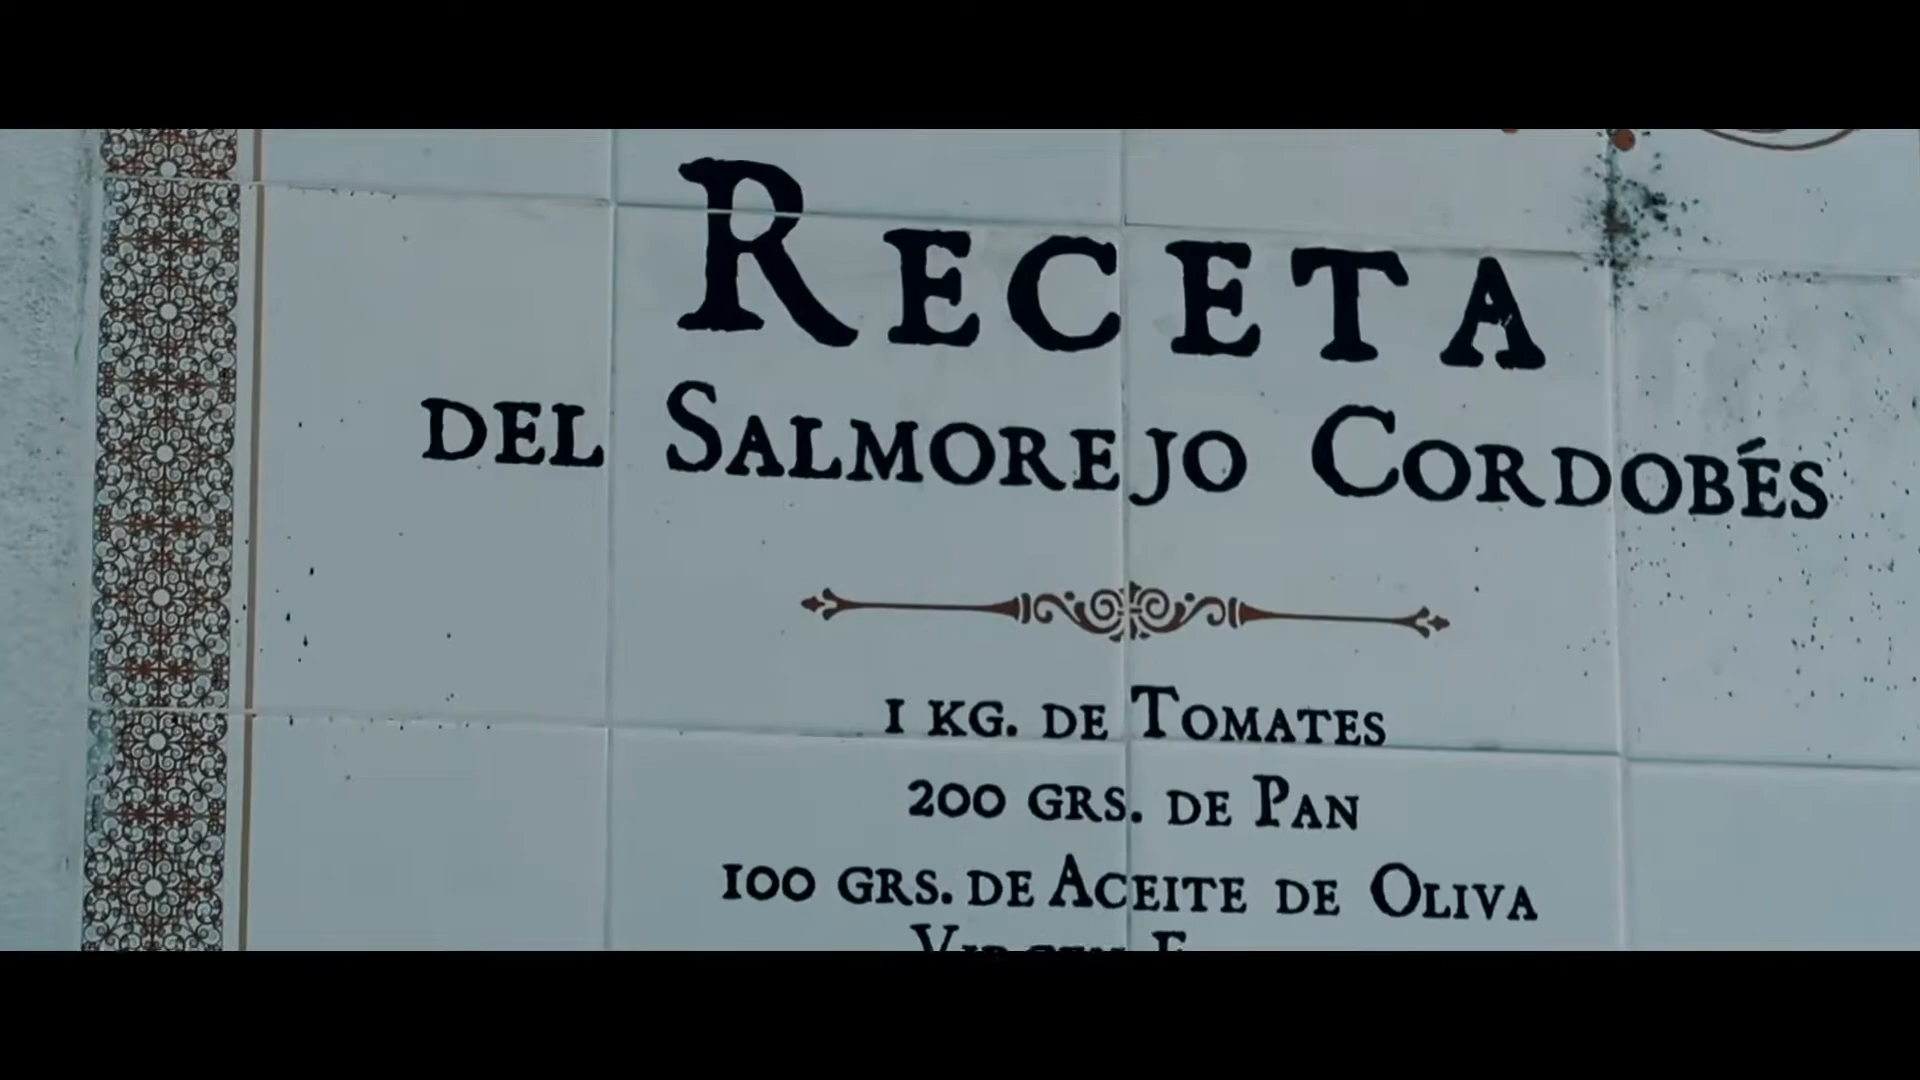 RECETA
DEL SALMOREJO CORDOBÉS
1 KG. DE TOMATES
200 GRS. DE PAN
100 GRS. DE ACEITE DE OLIVA